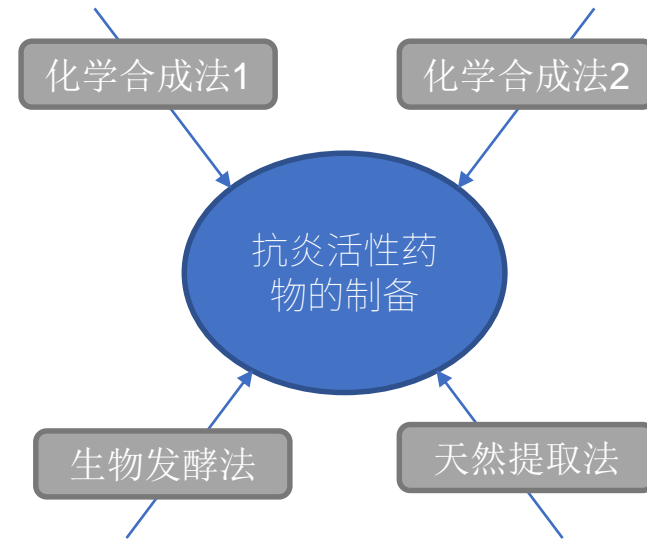 化学合成法1
化学合成法2
抗炎活性药
物的制备
生物发酵法
天然提取法